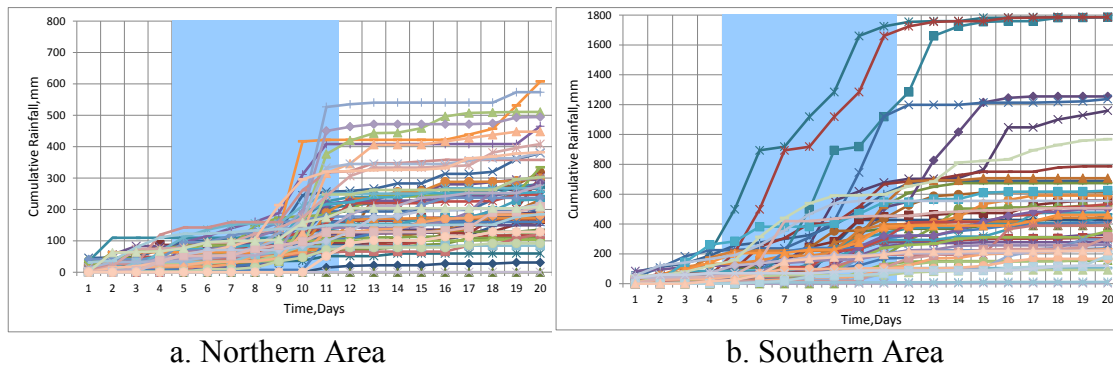 Cumulative Rainfall,mm
800
700
600
500
400
300
200
100
0
1 2 3 4 5 6 7 8 9 10 11 12 13 14 15 16 17 18 19 20
Time,Days
a. Northern Area
Cumulative Rainfall,mm
1800
1600
1400
1200
1000
800
600
400
200
0
1 2 3 4 5 6 7 8 9 10 11 12 13 14 15 16 17 18 19 20
Time,Days
b. Southern Area